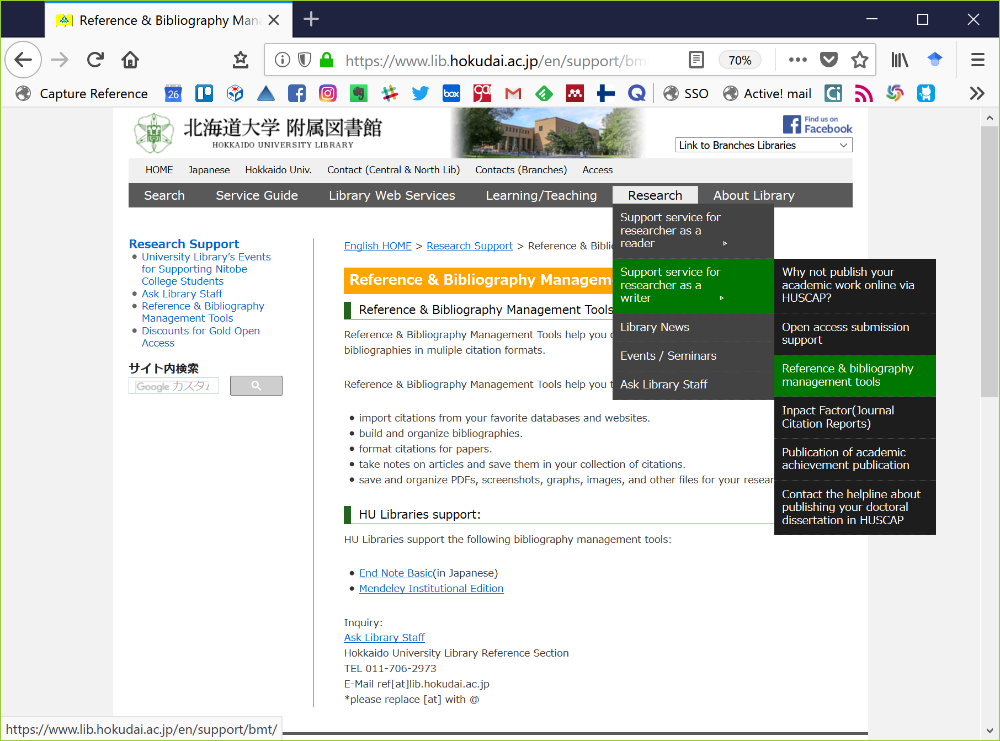 Reference & Bibliography Mana
https://www.lib.hokudai.ac.jp/en/support/bm
70%
Capture Reference
26
box
SSO
Active! mail
Ci
北海道大学 附属図書館
HOKKAIDO UNIVERSITY LIBRARY
Find us on
Facebook
Link to Branches Libraries
HOME Japanese Hokkaido Univ. Contact (Central & North Lib) Contacts (Branches) Access
Search Service Guide Library Web Services Learning/Teaching Research About Library
Support service for
researcher as a
reader
Support service for
researcher as a
writer
Library News
Events / Seminars
Ask Library Staff
Why not publish your
academic work online via
HUSCAP?
Open access submission
support
Reference & bibliography
management tools
Inpact Factor(Journal
Citation Reports)
Publication of academic
achievement publication
Contact the helpline about
publishing your doctoral
dissertation in HUSCAP
Research Support
University Library’s Events
for Supporting Nitobe
College Students
Ask Library Staff
Reference & Bibliography
Management Tools
Discounts for Gold Open
Access
サイト内検索
Google カスタム
English HOME > Research Support > Reference & Bibli
Reference & Bibliography Managem
Reference & Bibliography Management Tools
Reference & Bibliography Management Tools help you
bibliographies in muliple citation formats.
Reference & Bibliography Management Tools help you t
import citations from your favorite databases and websites.
build and organize bibliographies.
format citations for papers.
take notes on articles and save them in your collection of citations.
save and organize PDFs, screenshots, graphs, images, and other files for your resear
HU Libraries support:
HU Libraries support the following bibliography management tools:
End Note Basic(in Japanese)
Mendeley Institutional Edition
Inquiry:
Ask Library Staff
Hokkaido University Library Reference Section
TEL 011-706-2973
E-Mail ref[at]lib.hokudai.ac.jp
*please replace [at] with @
https://www.lib.hokudai.ac.jp/en/support/bmt/